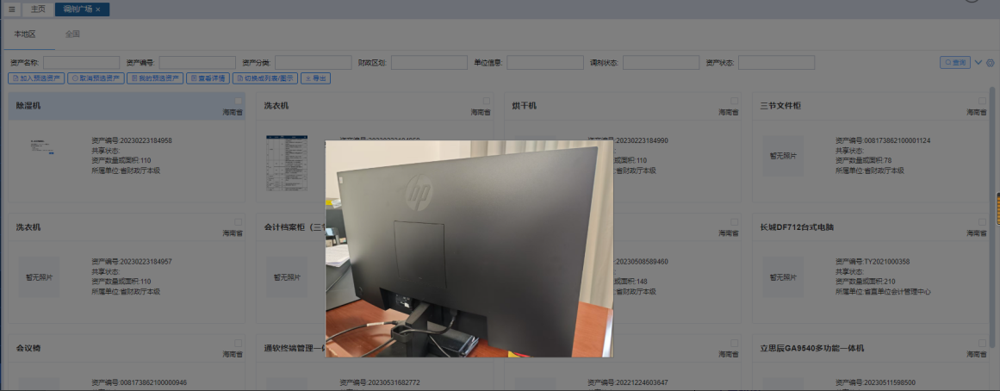 主页 调剂广场 ×
本地区 全国
资产名称: 资产编号: 资产分类: 财政区划: 单位信息: 调剂状态: 资产状态: 查询
加入预选资产 取消预选资产 我的预选资产 查看详情 切换成列表/图示 导出
除湿机
海南省
资产编号:20230223184958
共享状态:
资产数量或面积:110
所属单位:省财政厅本级
洗衣机
海南省
烘干机
海南省
20230223184990
:110
省财政厅本级
三节文件柜
海南省
暂无照片
资产编号:008173862100001124
共享状态:
资产数量或面积:78
所属单位:省财政厅本级
hp
洗衣机
海南省
暂无照片
资产编号:20230223184957
共享状态:
资产数量或面积:110
所属单位:省财政厅本级
会计档案柜（三节
暂无照片
海南省
:20230508589460
或面积:148
省财政厅本级
长城DF712台式电脑
海南省
暂无照片
资产编号:TY2021000358
共享状态:
资产数量或面积:210
所属单位:省直单位会计管理中心
会议椅
海南省
资产编号:008173862100000946
通软终端管理一体
资产编号:20230531682772
海南省
资产编号:20221224603647
立思辰GA9540多功能一体机
海南省
资产编号:20230511598500